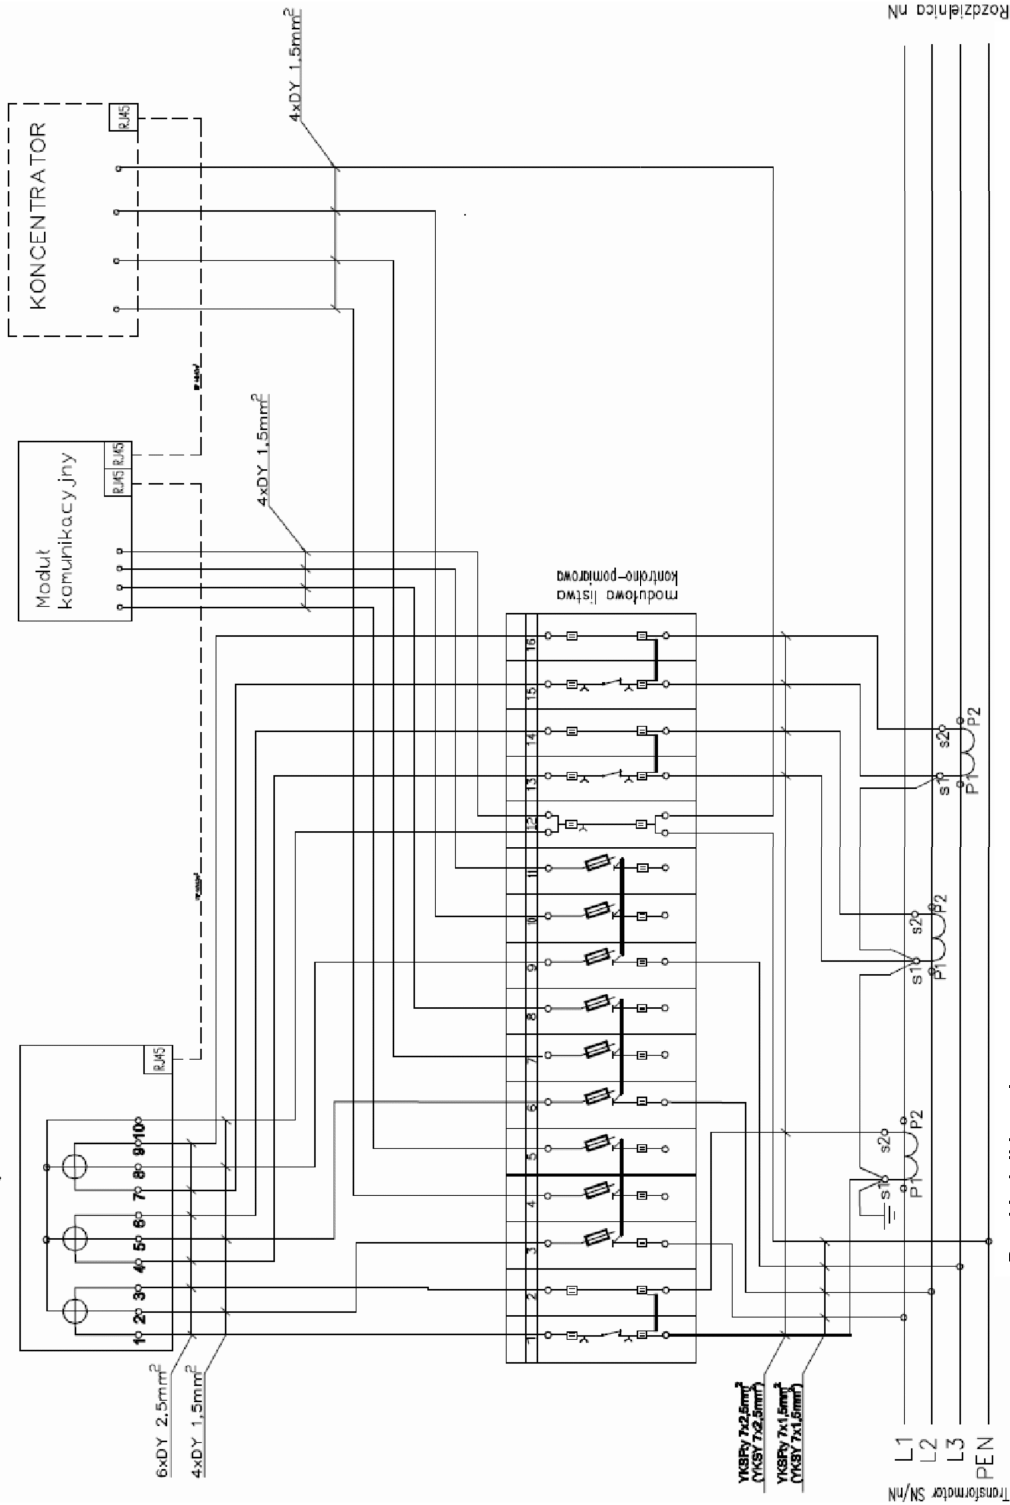 Rozdzielnica nN
4xDY 1,5mm²
KONCENTRATOR
RJ45
Moduł
komunikacyjny
RJ45
RJ45
4xDY 1,5mm²
modułowa listwa
kontrolno-pomiarowa
16
15
14
13
12
11
10
9
8
7
6
5
4
3
2
1
RJ45
10
9
8
7
6
5
4
3
2
1
6xDY 2,5mm²
4xDY 1,5mm²
s1
s2
P1
P2
s1
s2
P1
P2
s1
s2
P1
P2
YKSFty 7x2,5mm²
(YKSY 7x2,5mm²)
YKSFty 7x1,5mm²
(YKSY 7x1,5mm²)
L1
L2
L3
PEN
Transformator SN/nN